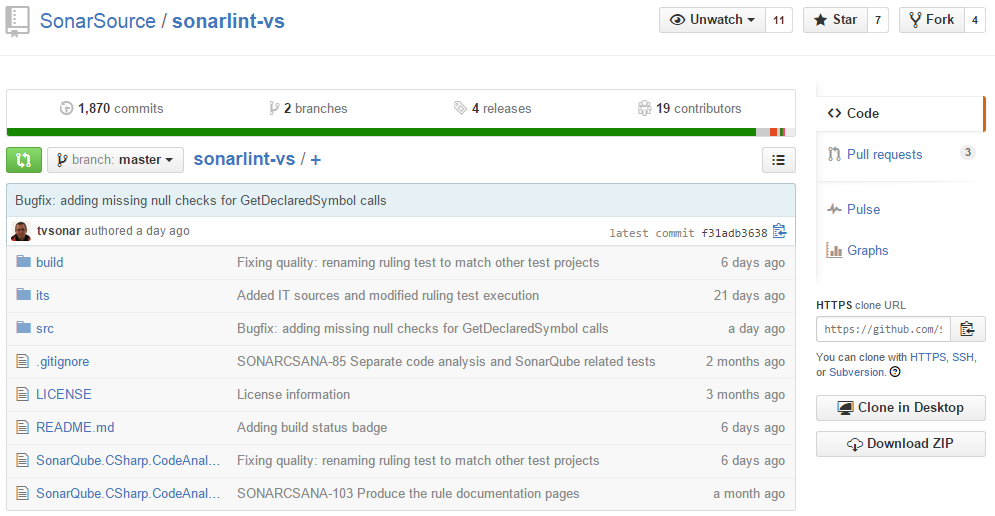 SonarSource / sonarlint-vs
Unwatch 11
Star 7
Fork 4
1,870 commits
2 branches
4 releases
19 contributors
branch: master
sonarlint-vs / +
Bugfix: adding missing null checks for GetDeclaredSymbol calls
tvsonar authored a day ago
latest commit f31adb3638
build Fixing quality: renaming ruling test to match other test projects 6 days ago
its Added IT sources and modified ruling test execution 21 days ago
src Bugfix: adding missing null checks for GetDeclaredSymbol calls a day ago
.gitignore SONARCSANA-85 Separate code analysis and SonarQube related tests 2 months ago
LICENSE License information 3 months ago
README.md Adding build status badge 6 days ago
SonarQube.CSharp.CodeAnal... Fixing quality: renaming ruling test to match other test projects 6 days ago
SonarQube.CSharp.CodeAnal... SONARCSANA-103 Produce the rule documentation pages a month ago
Code
Pull requests 3
Pulse
Graphs
HTTPS clone URL
https://github.com/S
You can clone with HTTPS, SSH,
or Subversion.
Clone in Desktop
Download ZIP